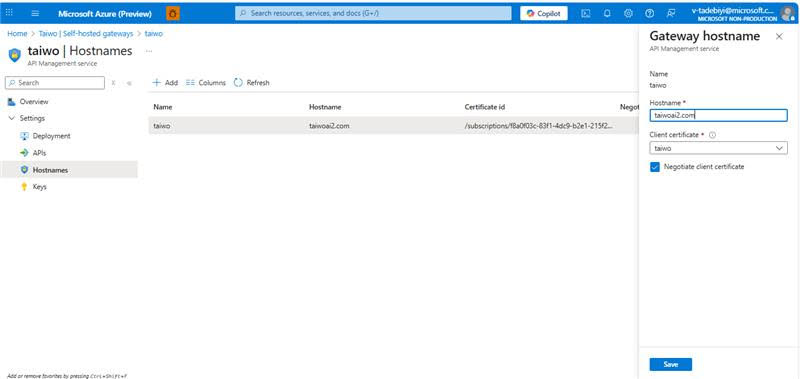 Microsoft Azure (Preview)
Search resources, services, and docs (G+/)
Copilot
v-tadebiyi@microsoft.c...
MICROSOFT NON-PRODUCTION
Home > Taiwo | Self-hosted gateways > taiwo
taiwo | Hostnames ...
API Management service
Search
Overview
Settings
Deployment
APIs
Hostnames
Keys
Add Columns Refresh
Name Hostname Certificate id Negot
taiwo taiwoai2.com /subscriptions/f8a0f03c-83f1-4dc9-b2e1-215f2...
Gateway hostname
API Management service
Name
taiwo
Hostname *
taiwoai2.com
Client certificate *
taiwo
Negotiate client certificate
Save
Add or remove favorites by pressing Ctrl+Shift+F